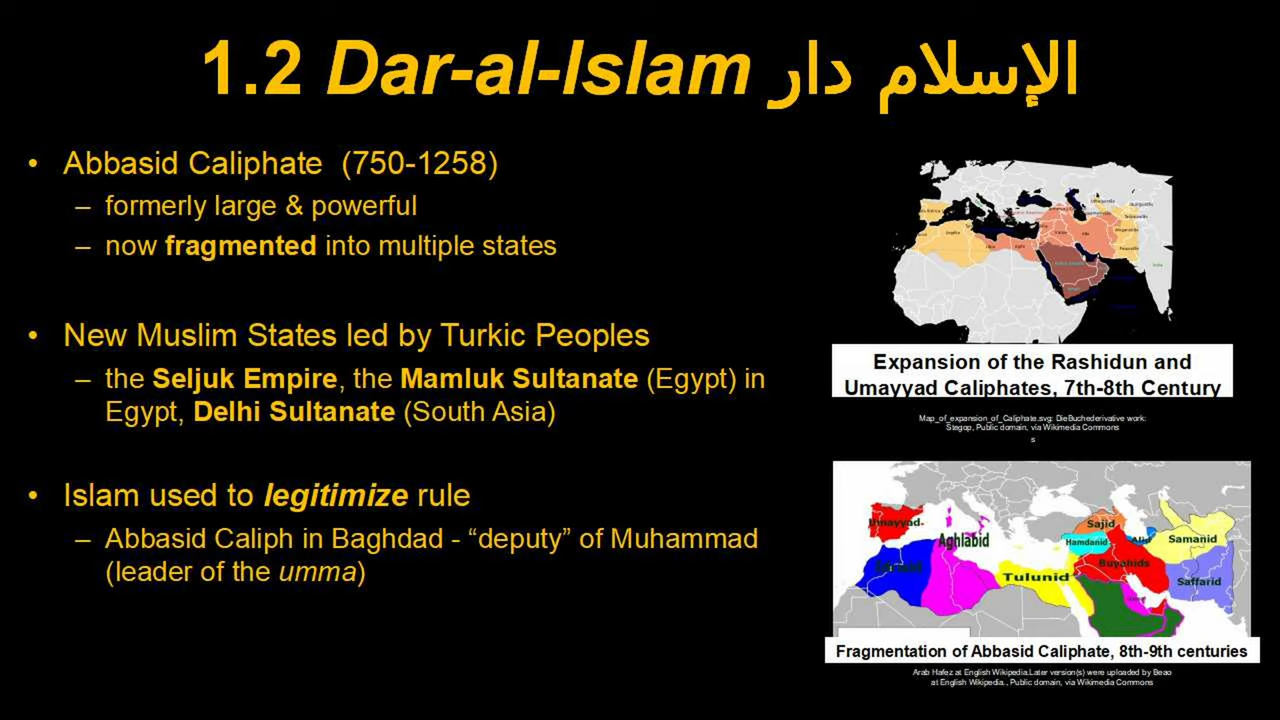 1.2 Dar-al-Islam الإسلام دار
• Abbasid Caliphate (750-1258)
– formerly large & powerful
– now fragmented into multiple states
• New Muslim States led by Turkic Peoples
– the Seljuk Empire, the Mamluk Sultanate (Egypt) in
Egypt, Delhi Sultanate (South Asia)
• Islam used to legitimize rule
– Abbasid Caliph in Baghdad - “deputy” of Muhammad
(leader of the umma)
Expansion of the Rashidun and
Umayyad Caliphates, 7th-8th Century
Map_of_expansion_of_Caliphate.svg: DieBuchederivative work:
Stegop, Public domain, via Wikimedia Commons
s
Umayyad
Aghlabid
Tulunid
Sajid
Hamdanid
Buyahids
Samanid
Saffarid
Fragmentation of Abbasid Caliphate, 8th-9th centuries
Arab Hafez at English Wikipedia.Later version(s) were uploaded by Beao
at English Wikipedia., Public domain, via Wikimedia Commons